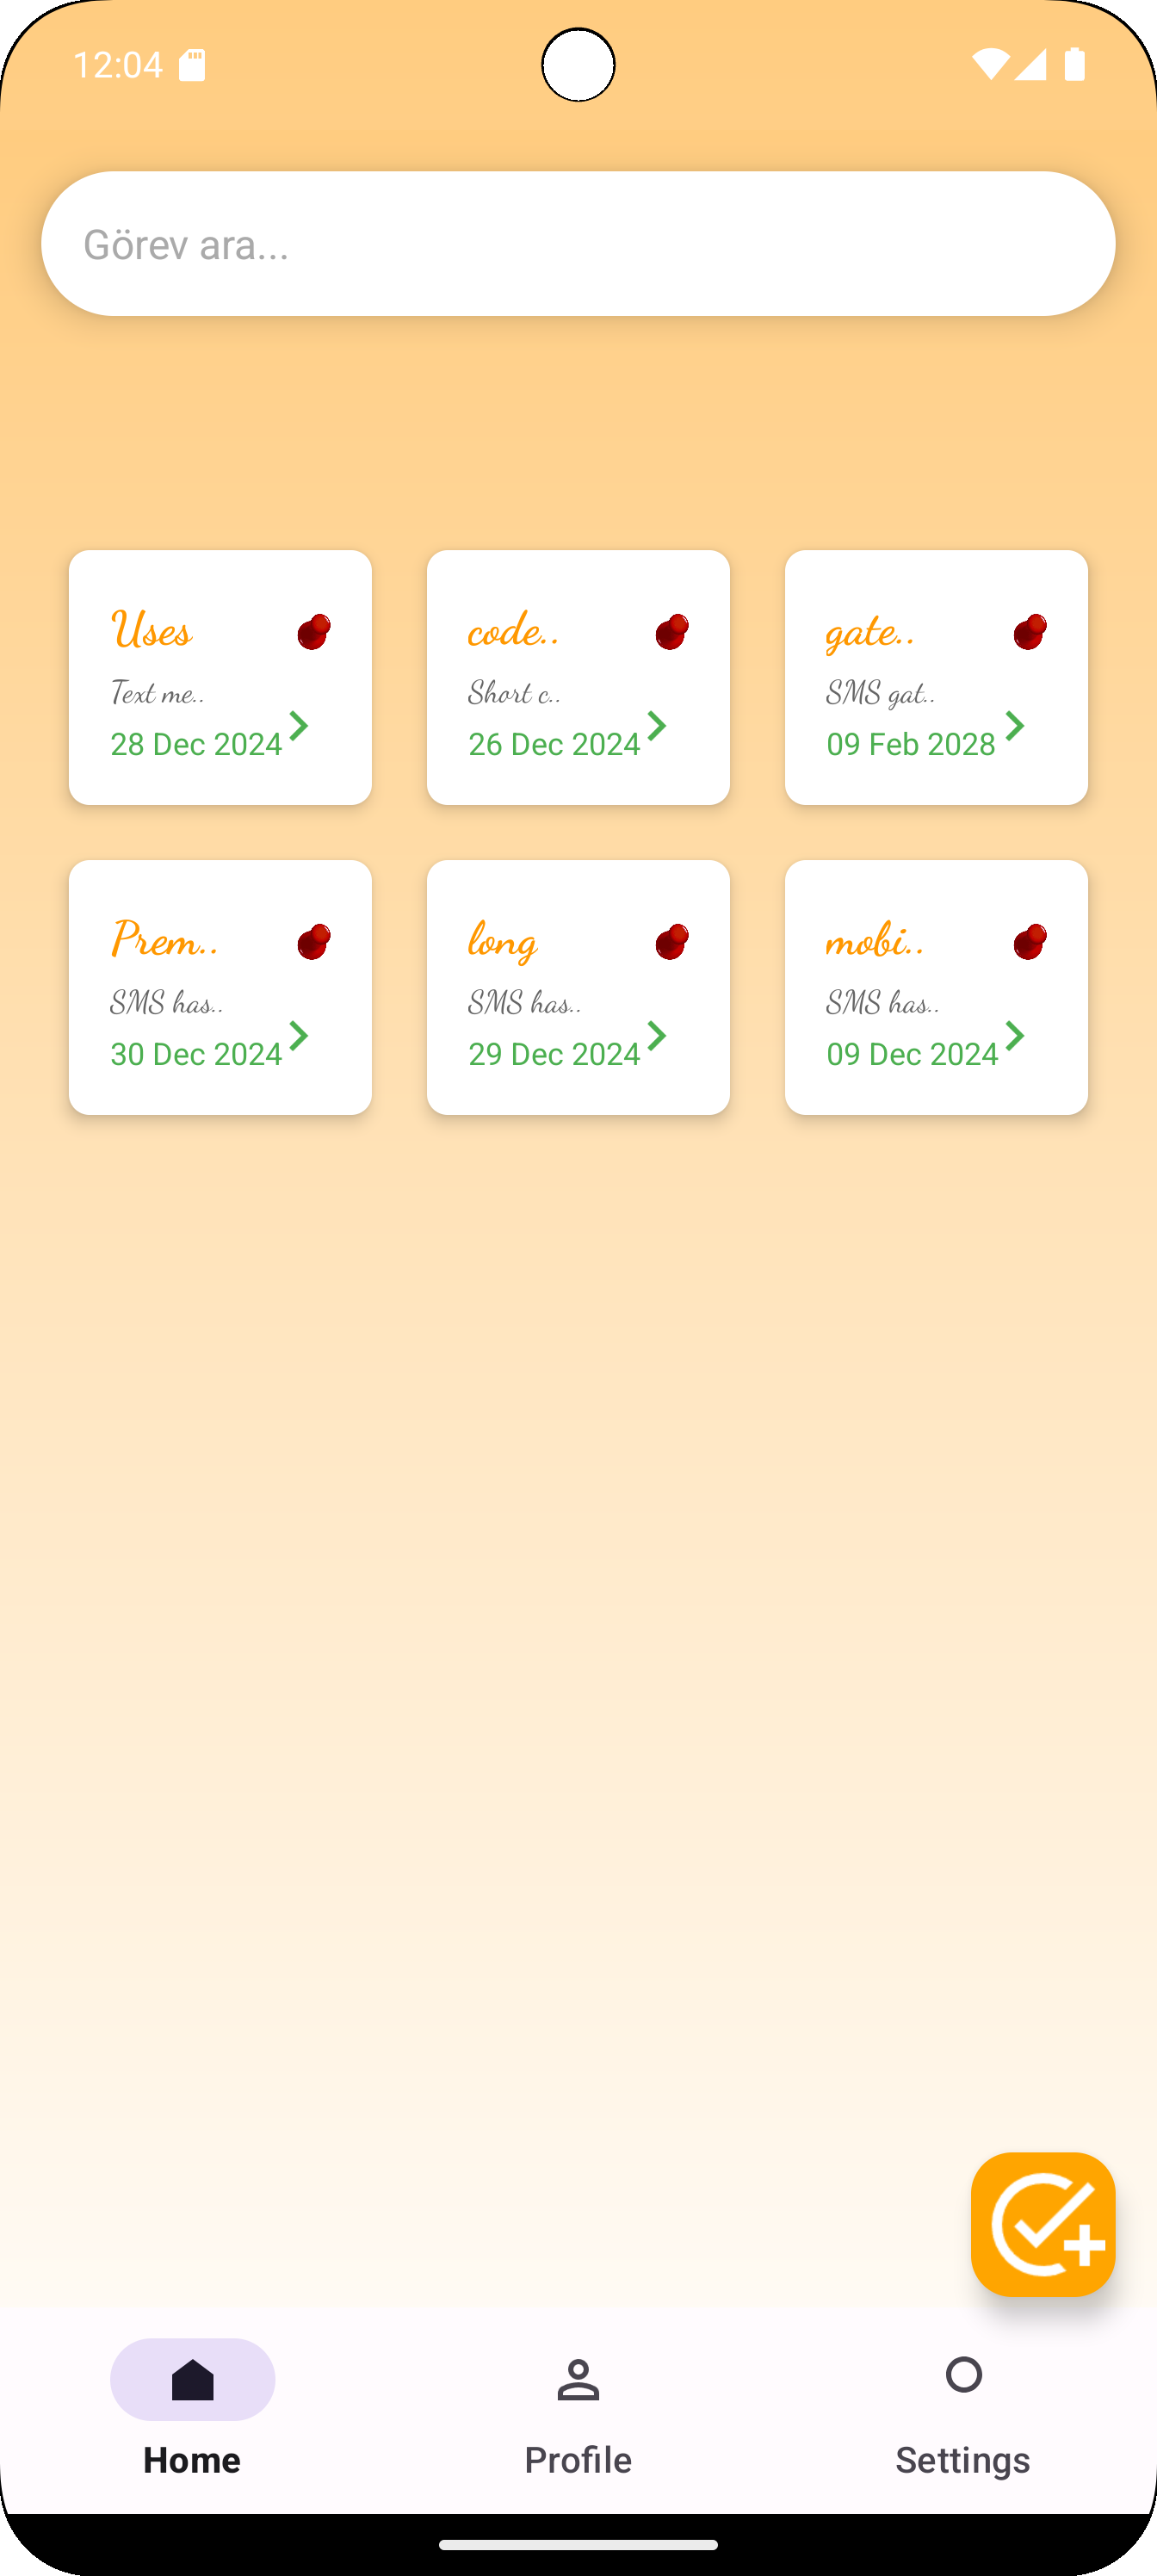 12:04
Görev ara...
Uses
Text me..
28 Dec 2024
code..
Short c..
26 Dec 2024
gate..
SMS gat..
09 Feb 2028
Prem..
SMS has..
30 Dec 2024
long
SMS has..
29 Dec 2024
mobi..
SMS has..
09 Dec 2024
Home
Profile
Settings